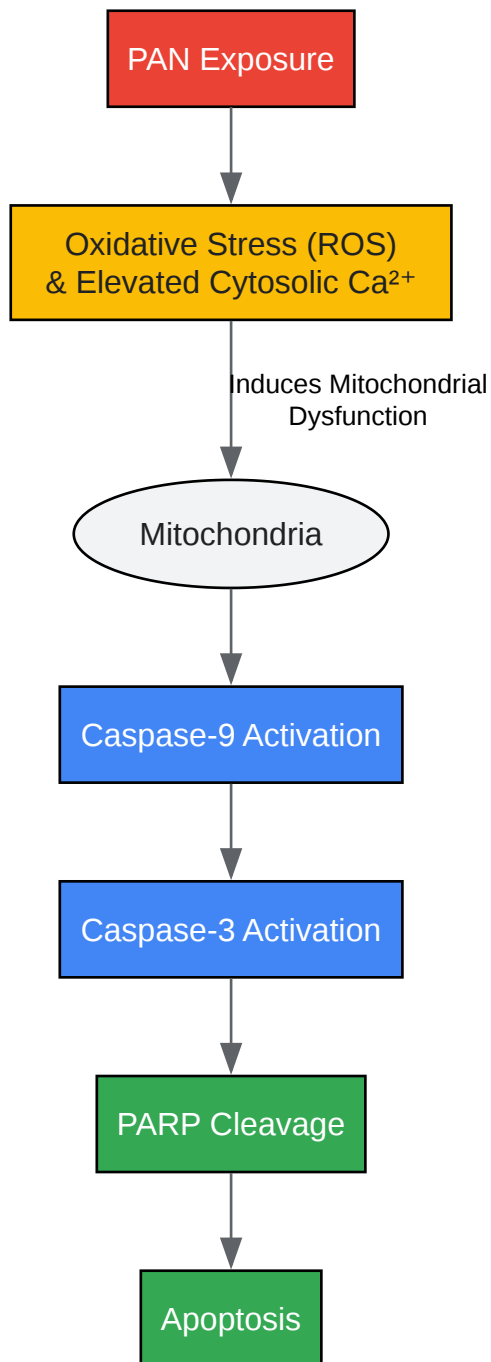 PAN Exposure
Oxidative Stress (ROS)
& Elevated Cytosolic Ca²⁺
Induces Mitochondrial
Dysfunction
Mitochondria
Caspase-9 Activation
Caspase-3 Activation
PARP Cleavage
Apoptosis